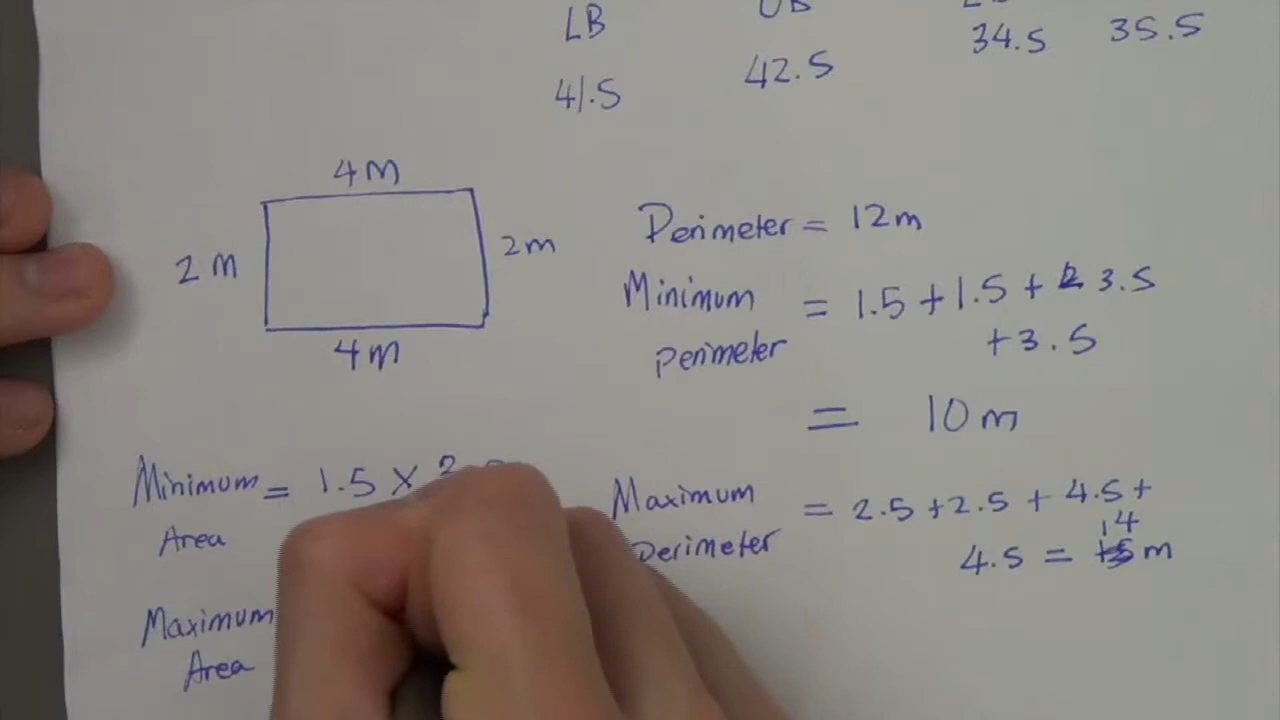 LB UB
34.5 35.5
41.5 42.5
4m
2m 2m
4m
Perimeter = 12m
Minimum perimeter = 1.5 + 1.5 + 3.5
+ 3.5
= 10m
Minimum Area = 1.5 ×
Maximum perimeter = 2.5 + 2.5 + 4.5 +
4.5 = 14 m
Maximum Area